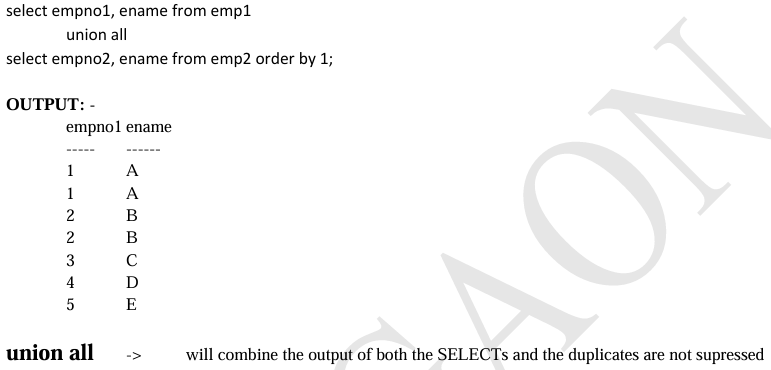 select empno1, ename from emp1
union all
select empno2, ename from emp2 order by 1;
OUTPUT: -
empno1 ename
----- ------
1 A
1 A
2 B
2 B
3 C
4 D
5 E
union all -> will combine the output of both the SELECTs and the duplicates are not supressed